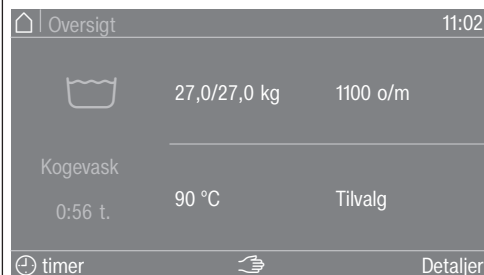 Oversigt 11:02
27,0/27,0 kg 1100 o/m
Kogevask
0:56 t.
90 °C Tilvalg
timer Detaljer